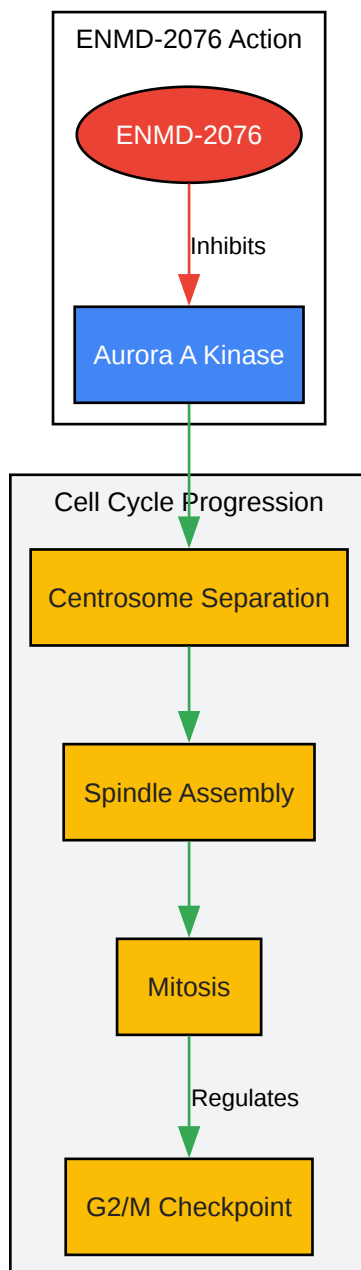 ENMD-2076 Action
ENMD-2076
Inhibits
Aurora A Kinase
Cell Cycle Progression
Centrosome Separation
Spindle Assembly
Mitosis
Regulates
G2/M Checkpoint